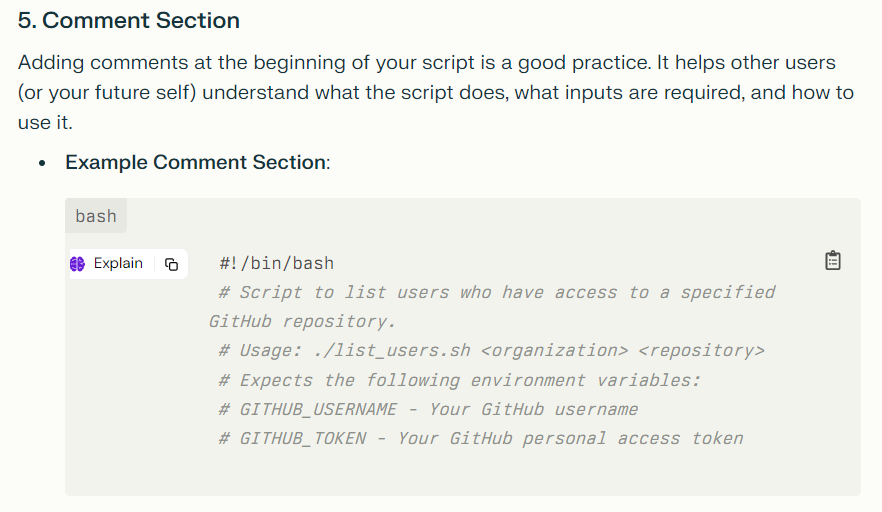 5. Comment Section
Adding comments at the beginning of your script is a good practice. It helps other users
(or your future self) understand what the script does, what inputs are required, and how to
use it.
• Example Comment Section:
bash
Explain
#!/bin/bash
# Script to list users who have access to a specified
GitHub repository.
# Usage: ./list_users.sh <organization> <repository>
# Expects the following environment variables:
# GITHUB_USERNAME - Your GitHub username
# GITHUB_TOKEN - Your GitHub personal access token